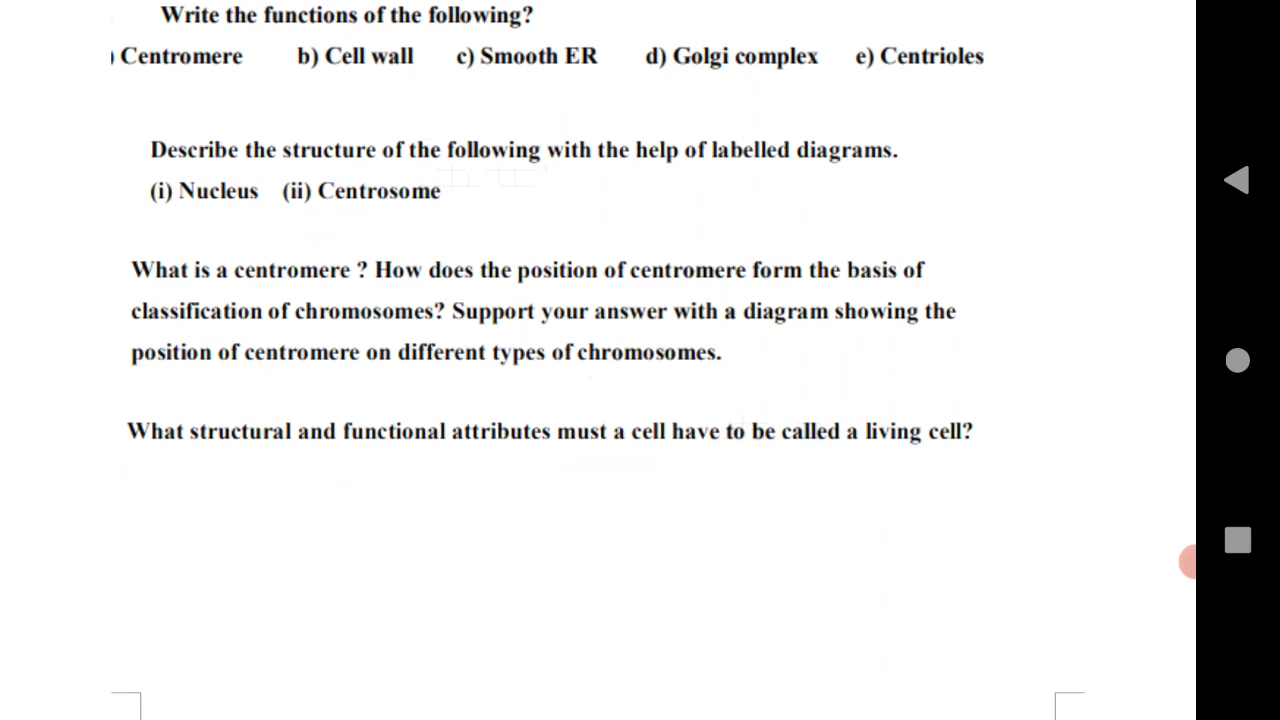 Write the functions of the following?
) Centromere b) Cell wall c) Smooth ER d) Golgi complex e) Centrioles
Describe the structure of the following with the help of labelled diagrams.
(i) Nucleus (ii) Centrosome
What is a centromere ? How does the position of centromere form the basis of
classification of chromosomes? Support your answer with a diagram showing the
position of centromere on different types of chromosomes.
What structural and functional attributes must a cell have to be called a living cell?